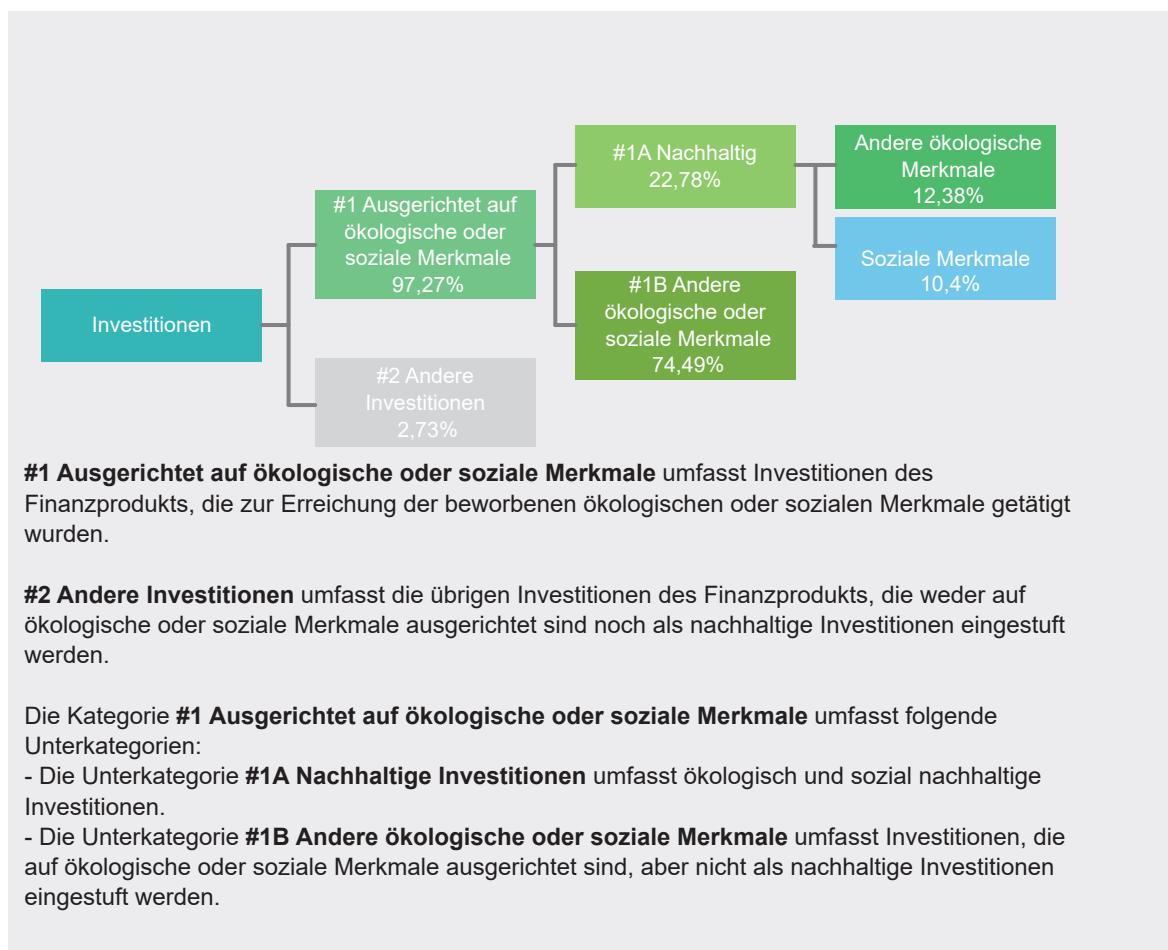 #1A Nachhaltig
22,78%
Andere ökologische
Merkmale
12,38%
#1 Ausgerichtet auf
ökologische oder
soziale Merkmale
97,27%
Soziale Merkmale
10,4%
#1B Andere
ökologische oder
soziale Merkmale
74,49%
Investitionen
#2 Andere
Investitionen
2,73%
#1 Ausgerichtet auf ökologische oder soziale Merkmale umfasst Investitionen des
Finanzprodukts, die zur Erreichung der beworbenen ökologischen oder sozialen Merkmale getätigt
wurden.
#2 Andere Investitionen umfasst die übrigen Investitionen des Finanzprodukts, die weder auf
ökologische oder soziale Merkmale ausgerichtet sind noch als nachhaltige Investitionen eingestuft
werden.
Die Kategorie #1 Ausgerichtet auf ökologische oder soziale Merkmale umfasst folgende
Unterkategorien:
- Die Unterkategorie #1A Nachhaltige Investitionen umfasst ökologisch und sozial nachhaltige
Investitionen.
- Die Unterkategorie #1B Andere ökologische oder soziale Merkmale umfasst Investitionen, die
auf ökologische oder soziale Merkmale ausgerichtet sind, aber nicht als nachhaltige Investitionen
eingestuft werden.